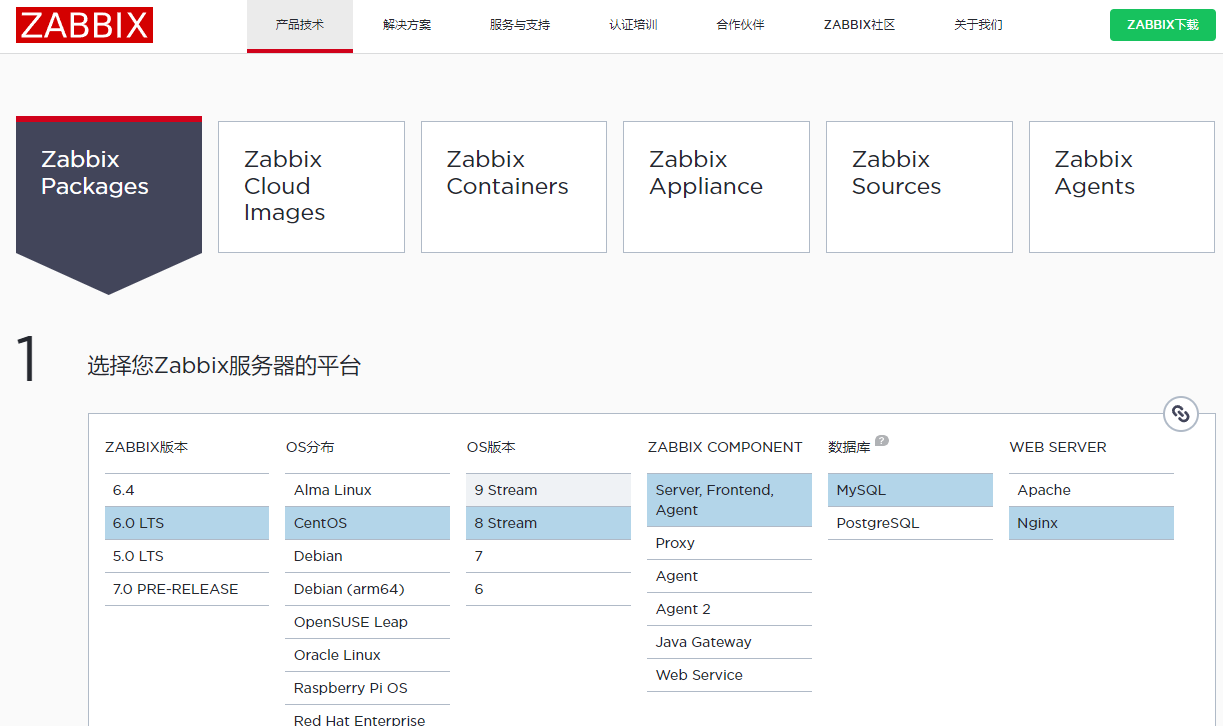 ZABBIX
产品技术
解决方案
服务与支持
认证培训
合作伙伴
ZABBIX社区
关于我们
ZABBIX下载
Zabbix
Packages
Zabbix
Cloud
Images
Zabbix
Containers
Zabbix
Appliance
Zabbix
Sources
Zabbix
Agents
1
选择您Zabbix服务器的平台
ZABBIX版本
6.4
6.0 LTS
5.0 LTS
7.0 PRE-RELEASE
OS分布
Alma Linux
CentOS
Debian
Debian (arm64)
OpenSUSE Leap
Oracle Linux
Raspberry Pi OS
Red Hat Enterprise
OS版本
9 Stream
8 Stream
7
6
ZABBIX COMPONENT
Server, Frontend,
Agent
Proxy
Agent
Agent 2
Java Gateway
Web Service
数据库 ?
MySQL
PostgreSQL
WEB SERVER
Apache
Nginx